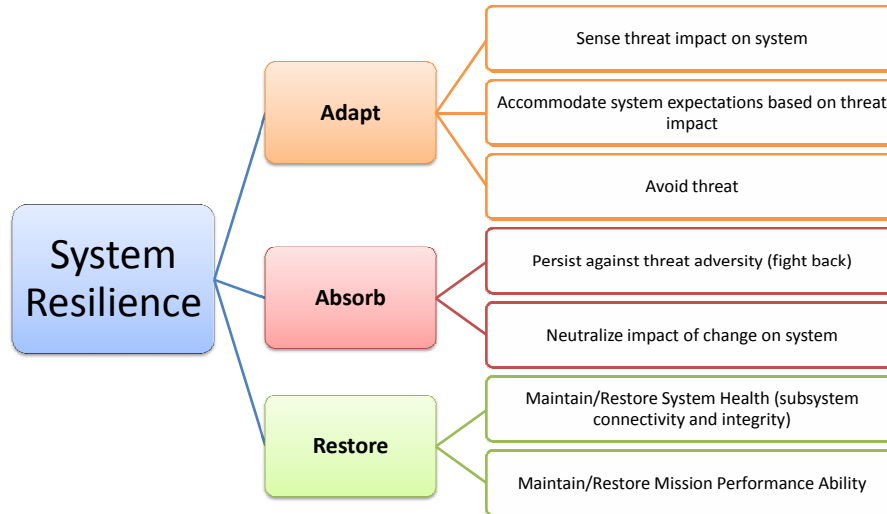 System
Resilience
Adapt
Sense threat impact on system
Accommodate system expectations based on threat
impact
Avoid threat
Absorb
Persist against threat adversity (fight back)
Neutralize impact of change on system
Restore
Maintain/Restore System Health (subsystem
connectivity and integrity)
Maintain/Restore Mission Performance Ability